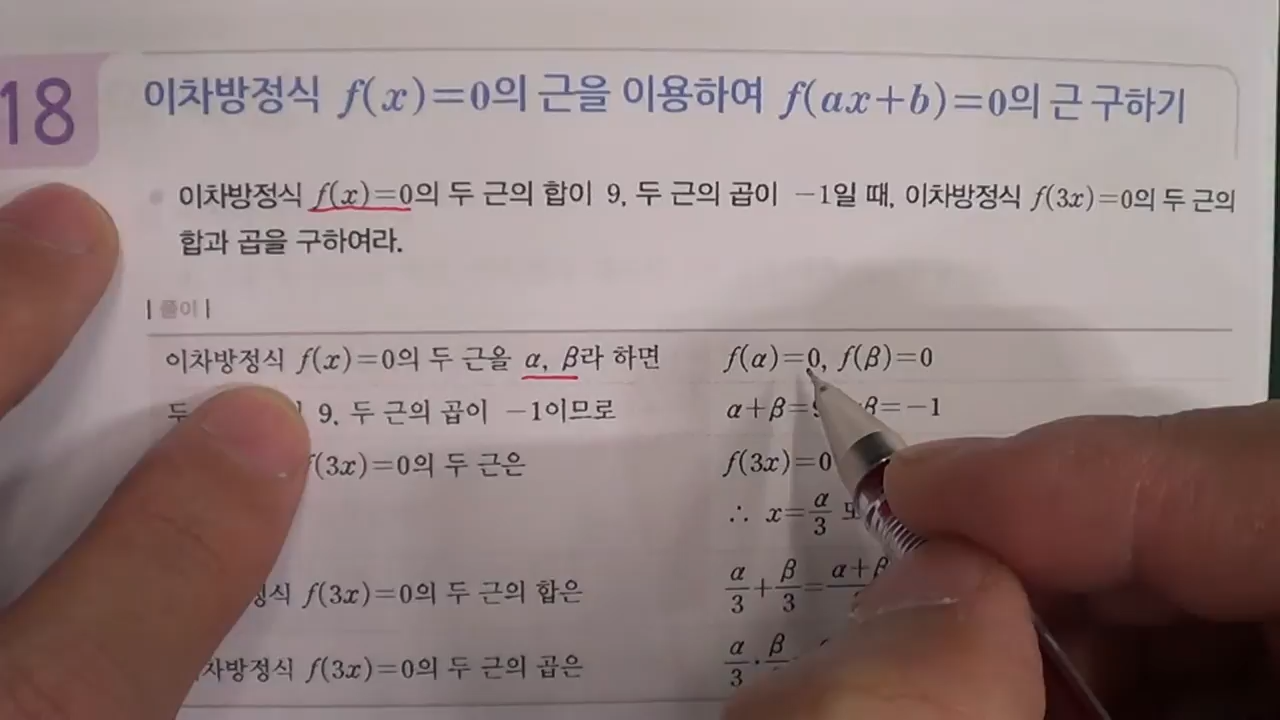 18
이차방정식 f(x)=0의 근을 이용하여 f(ax+b)=0의 근 구하기
이차방정식 f(x)=0의 두 근의 합이 9, 두 근의 곱이 −1일 때, 이차방정식 f(3x)=0의 두 근의
합과 곱을 구하여라.
| 풀이 |
이차방정식 f(x)=0의 두 근을 α, β라 하면 f(α)=0, f(β)=0
두 9, 두 근의 곱이 −1이므로 α+β=9 β=−1
f(3x)=0의 두 근은 f(3x)=0
∴ x=α/3
f(3x)=0의 두 근의 합은 α/3+β/3=
차방정식 f(3x)=0의 두 근의 곱은 α/3·β